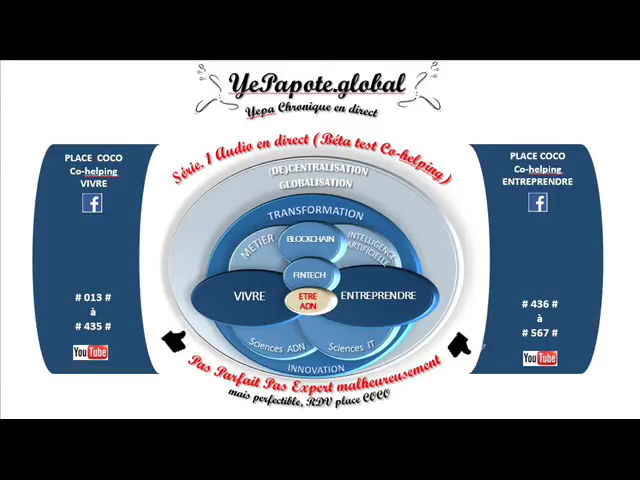 YePapote.global
Yepa Chronique en direct
Série.1 Audio en direct (Béta test Co-helping)
PLACE COCO
Co-helping
VIVRE
f
# 013 #
à
# 435 #
YouTube
(DE)CENTRALISATION
GLOBALISATION
TRANSFORMATION
METIER
BLOCKCHAIN
INTELLIGENCE
ARTIFICIELLE
FINTECH
VIVRE
ETRE
ADN
ENTREPRENDRE
Sciences ADN
Sciences IT
INNOVATION
PLACE COCO
Co-helping
ENTREPRENDRE
f
# 436 #
à
# 567 #
YouTube
Pas Parfait Pas Expert malheureusement
mais perfectible, RDV place COCO